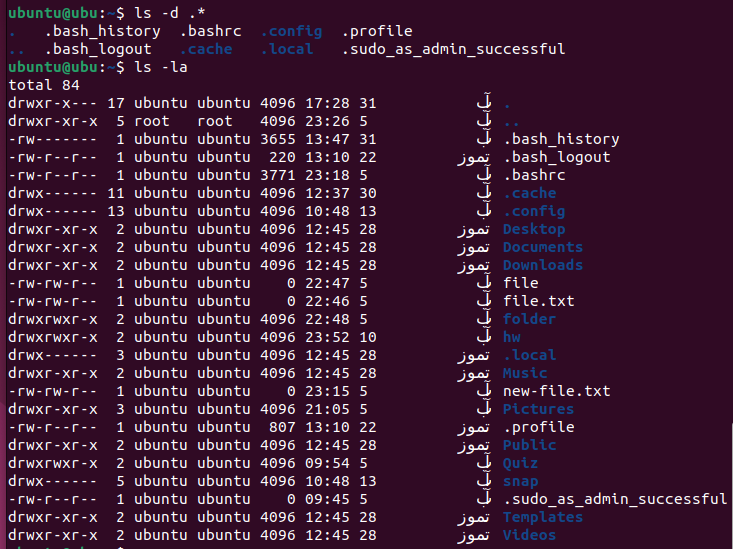 ubuntu@ubu:~$ ls -d .*
.   .bash_history  .bashrc  .config  .profile
..  .bash_logout   .cache   .local   .sudo_as_admin_successful
ubuntu@ubu:~$ ls -la
total 84
drwxr-x--- 17 ubuntu ubuntu 4096 17:28 31 آب .
drwxr-xr-x  5 root   root   4096 23:26 5 آب ..
-rw-------  1 ubuntu ubuntu 3655 13:47 31 آب .bash_history
-rw-r--r--  1 ubuntu ubuntu  220 13:10 22 تموز .bash_logout
-rw-r--r--  1 ubuntu ubuntu 3771 23:18 5 آب .bashrc
drwx------ 11 ubuntu ubuntu 4096 12:37 30 آب .cache
drwx------ 13 ubuntu ubuntu 4096 10:48 13 آب .config
drwxr-xr-x  2 ubuntu ubuntu 4096 12:45 28 تموز Desktop
drwxr-xr-x  2 ubuntu ubuntu 4096 12:45 28 تموز Documents
drwxr-xr-x  2 ubuntu ubuntu 4096 12:45 28 تموز Downloads
-rw-rw-r--  1 ubuntu ubuntu    0 22:47 5 آب file
-rw-rw-r--  1 ubuntu ubuntu    0 22:46 5 آب file.txt
drwxrwxr-x  2 ubuntu ubuntu 4096 22:48 5 آب folder
drwxrwxr-x  2 ubuntu ubuntu 4096 23:52 10 آب hw
drwx------  3 ubuntu ubuntu 4096 12:45 28 تموز .local
drwxr-xr-x  2 ubuntu ubuntu 4096 12:45 28 تموز Music
-rw-rw-r--  1 ubuntu ubuntu    0 23:15 5 آب new-file.txt
drwxr-xr-x  3 ubuntu ubuntu 4096 21:05 5 آب Pictures
-rw-r--r--  1 ubuntu ubuntu  807 13:10 22 تموز .profile
drwxr-xr-x  2 ubuntu ubuntu 4096 12:45 28 تموز Public
drwxrwxr-x  2 ubuntu ubuntu 4096 09:54 5 آب Quiz
drwx------  5 ubuntu ubuntu 4096 10:48 13 آب snap
-rw-r--r--  1 ubuntu ubuntu    0 09:45 5 آب .sudo_as_admin_successful
drwxr-xr-x  2 ubuntu ubuntu 4096 12:45 28 تموز Templates
drwxr-xr-x  2 ubuntu ubuntu 4096 12:45 28 تموز Videos